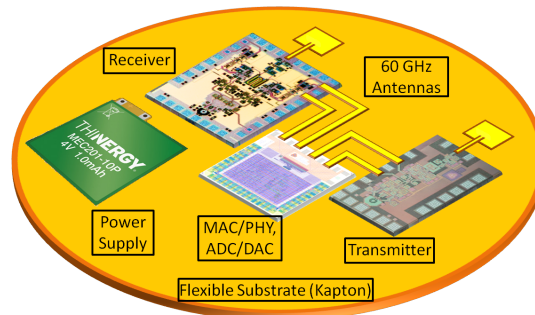 Receiver
60 GHz
Antennas
THINERGY
MEC201-10P
4V 1.0mAh
Power
Supply
MAC/PHY,
ADC/DAC
Transmitter
Flexible Substrate (Kapton)